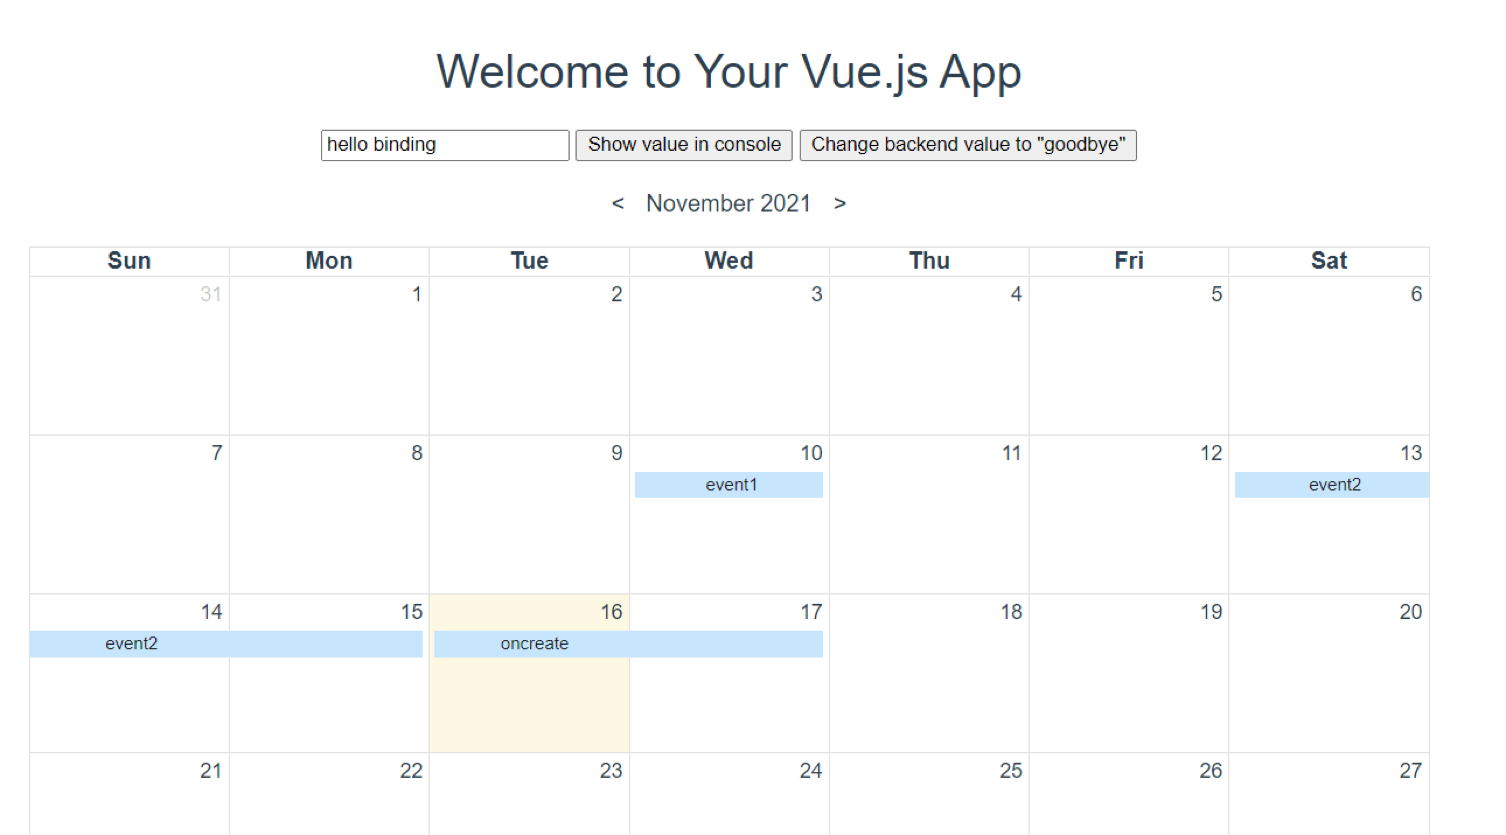 Welcome to Your Vue.js App
hello binding Show value in console Change backend value to "goodbye"
< November 2021 >
Sun Mon Tue Wed Thu Fri Sat
31 1 2 3 4 5 6
7 8 9 10 11 12 13
event1 event2
14 15 16 17 18 19 20
event2 oncreate
21 22 23 24 25 26 27